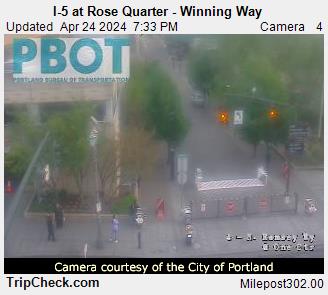 I-5 at Rose Quarter - Winning Way
Updated Apr 24 2024 7:33 PM Camera 4
PBOT
PORTLAND BUREAU OF TRANSPORTATION
Camera courtesy of the City of Portland
TripCheck.com Milepost302.00